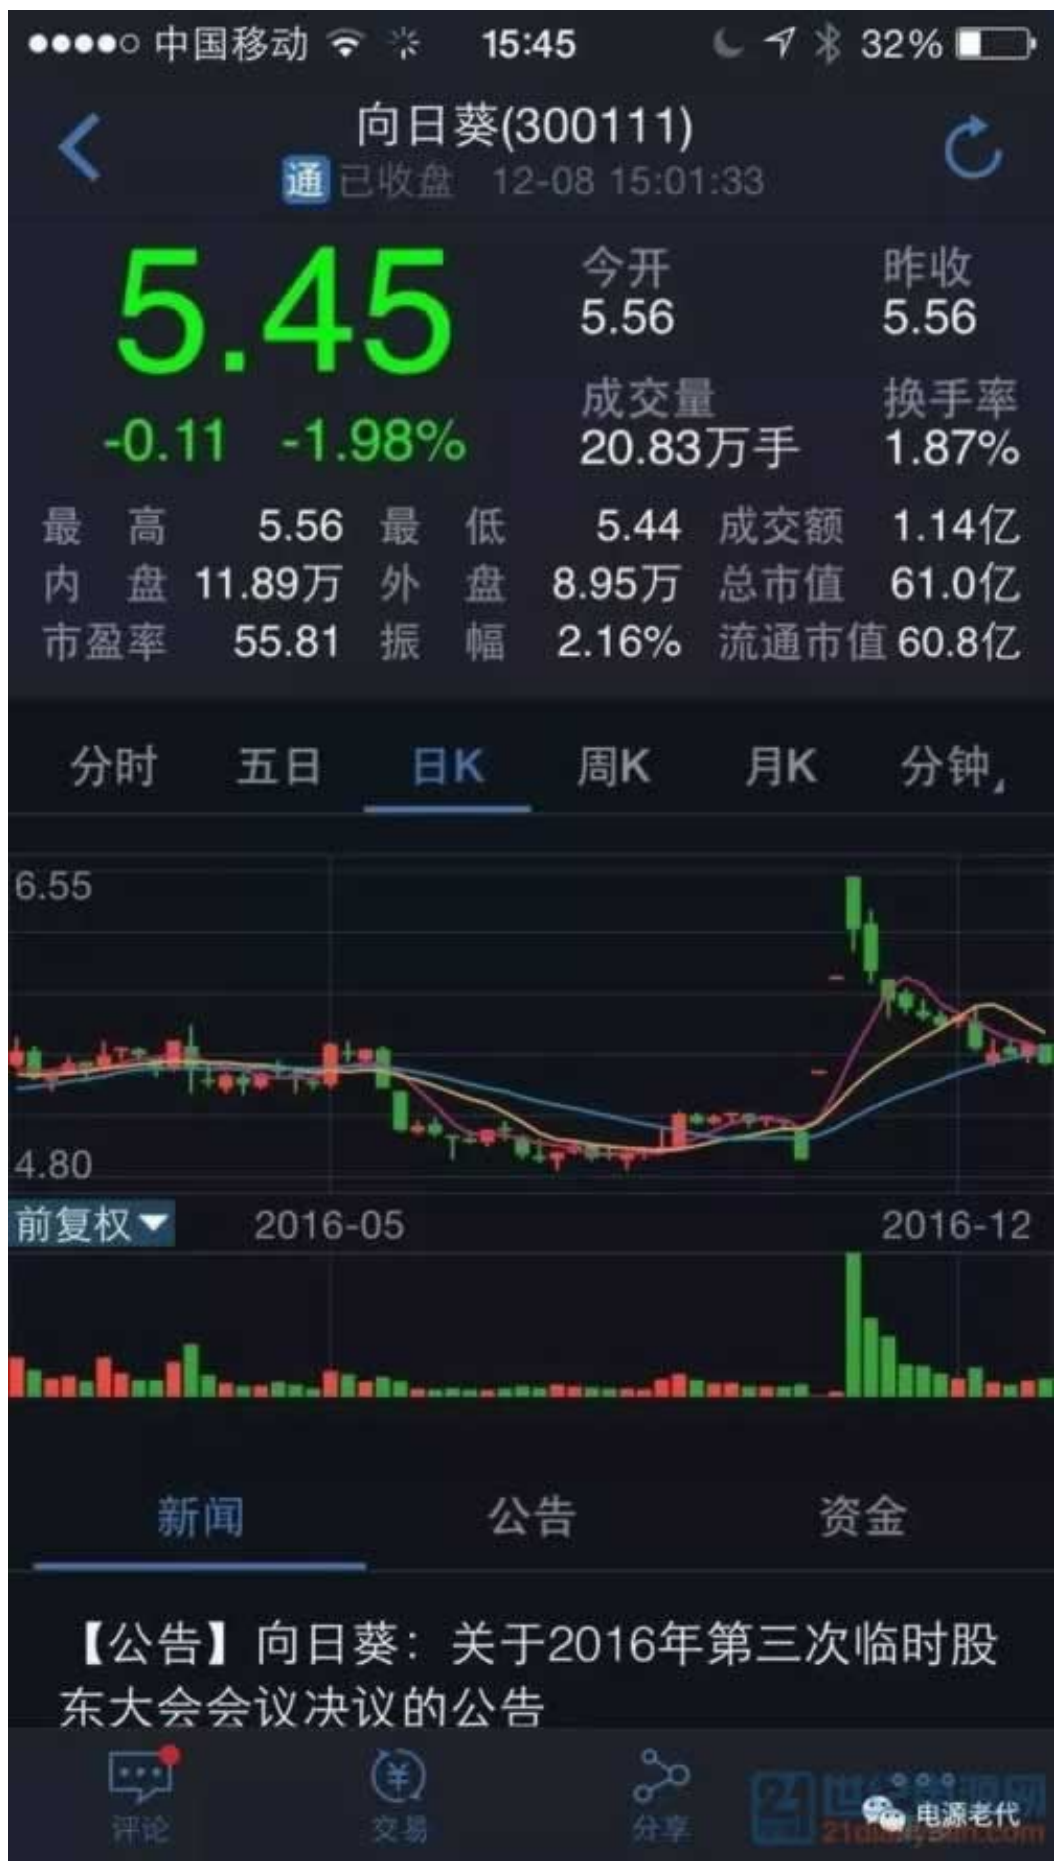 中国移动 15:45 32%
向日葵(300111)
通 已收盘 12-08 15:01:33
5.45
-0.11 -1.98%
今开 昨收
5.56 5.56
成交量 换手率
20.83万手 1.87%
最高 5.56 最低 5.44 成交额 1.14亿
内盘 11.89万 外盘 8.95万 总市值 61.0亿
市盈率 55.81 振幅 2.16% 流通市值 60.8亿
分时 五日 日K 周K 月K 分钟
6.55
4.80
前复权 2016-05 2016-12
新闻 公告 资金
【公告】向日葵：关于2016年第三次临时股
东大会会议决议的公告
评论 交易 分享
电源老代